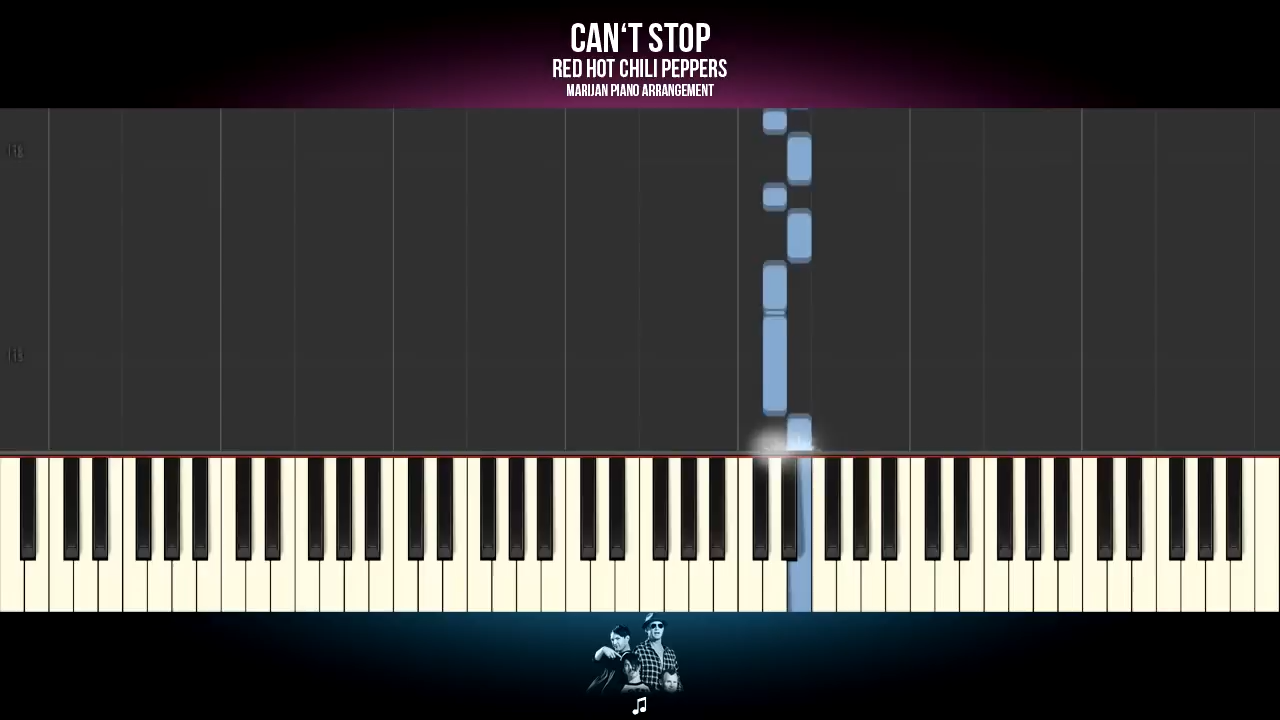 CAN‘T STOP
RED HOT CHILI PEPPERS
MARIJAN PIANO ARRANGEMENT